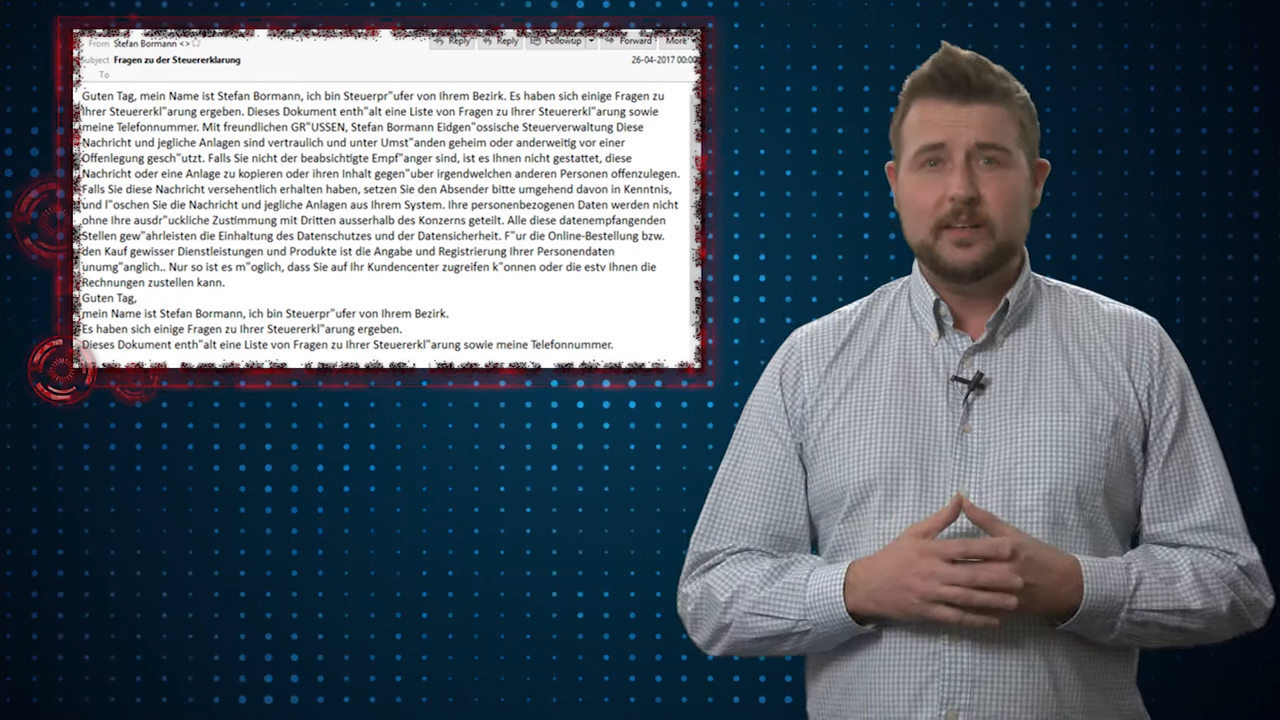 From Stefan Bormann <>
Reply Reply Followup Forward More
Subject Fragen zu der Steuererklarung
26-04-2017 00:00
To
Guten Tag, mein Name ist Stefan Bormann, ich bin Steuerpr"ufer von Ihrem Bezirk. Es haben sich einige Fragen zu
Ihrer Steuererkl"arung ergeben. Dieses Dokument enth"alt eine Liste von Fragen zu Ihrer Steuererkl"arung sowie
meine Telefonnummer. Mit freundlichen GR"USSEN, Stefan Bormann Eidgen"ossische Steuerverwaltung Diese
Nachricht und jegliche Anlagen sind vertraulich und unter Umst"anden geheim oder anderweitig vor einer
Offenlegung gesch"utzt. Falls Sie nicht der beabsichtigte Empf"anger sind, ist es Ihnen nicht gestattet, diese
Nachricht oder eine Anlage zu kopieren oder ihren Inhalt gegen"uber irgendwelchen anderen Personen offenzulegen.
Falls Sie diese Nachricht versehentlich erhalten haben, setzen Sie den Absender bitte umgehend davon in Kenntnis,
und l"oschen Sie die Nachricht und jegliche Anlagen aus Ihrem System. Ihre personenbezogenen Daten werden nicht
ohne Ihre ausdr"uckliche Zustimmung mit Dritten ausserhalb des Konzerns geteilt. Alle diese datenempfangenden
Stellen gew"ahrleisten die Einhaltung des Datenschutzes und der Datensicherheit. F"ur die Online-Bestellung bzw.
den Kauf gewisser Dienstleistungen und Produkte ist die Angabe und Registrierung Ihrer Personendaten
unumg"anglich.. Nur so ist es m"oglich, dass Sie auf Ihr Kundencenter zugreifen k"onnen oder die estv Ihnen die
Rechnungen zustellen kann.
Guten Tag,
mein Name ist Stefan Bormann, ich bin Steuerpr"ufer von Ihrem Bezirk.
Es haben sich einige Fragen zu Ihrer Steuererkl"arung ergeben.
Dieses Dokument enth"alt eine Liste von Fragen zu Ihrer Steuererkl"arung sowie meine Telefonnummer.